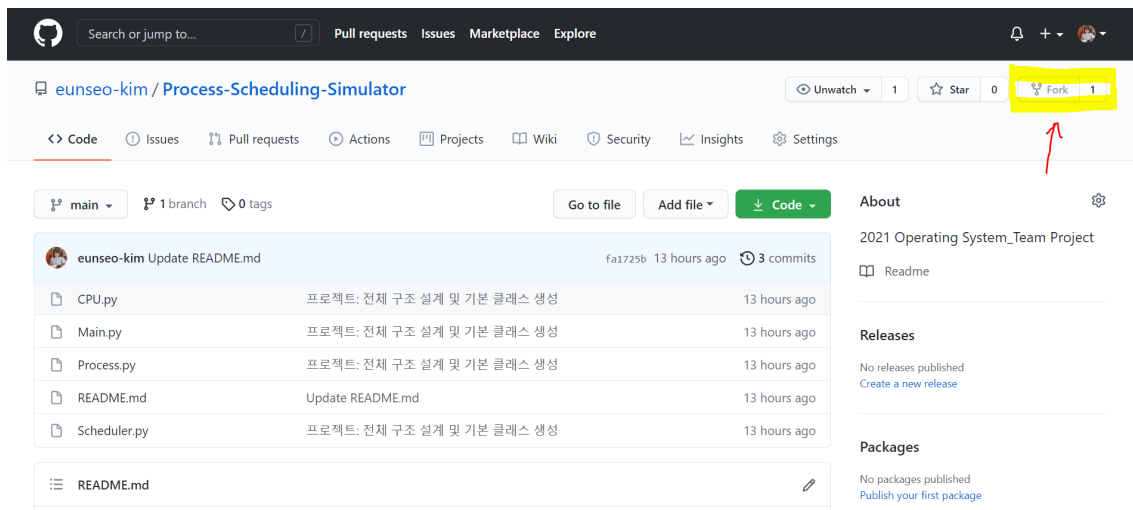 Search or jump to... / Pull requests Issues Marketplace Explore
eunseo-kim / Process-Scheduling-Simulator Unwatch 1 Star 0 Fork 1
Code Issues Pull requests Actions Projects Wiki Security Insights Settings
main 1 branch 0 tags Go to file Add file Code
eunseo-kim Update README.md fa1725b 13 hours ago 3 commits
CPU.py 프로젝트: 전체 구조 설계 및 기본 클래스 생성 13 hours ago
Main.py 프로젝트: 전체 구조 설계 및 기본 클래스 생성 13 hours ago
Process.py 프로젝트: 전체 구조 설계 및 기본 클래스 생성 13 hours ago
README.md Update README.md 13 hours ago
Scheduler.py 프로젝트: 전체 구조 설계 및 기본 클래스 생성 13 hours ago
README.md
About
2021 Operating System_Team Project
Readme
Releases
No releases published
Create a new release
Packages
No packages published
Publish your first package